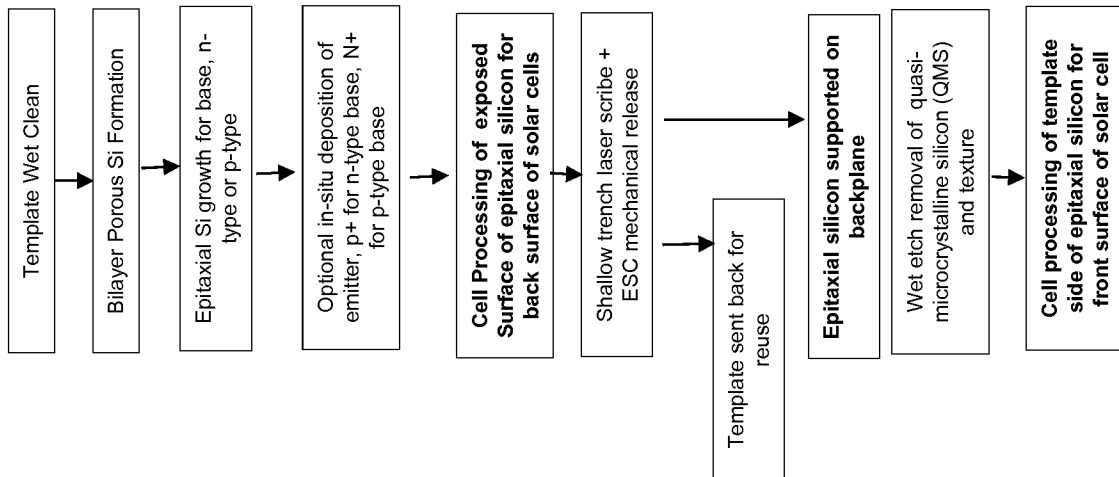 Template Wet Clean
Bilayer Porous Si Formation
Epitaxial Si growth for base, n-
type or p-type
Optional in-situ deposition of
emitter, p+ for n-type base, N+
for p-type base
Cell Processing of exposed
Surface of epitaxial silicon for
back surface of solar cells
Shallow trench laser scribe +
ESC mechanical release
Template sent back for
reuse
Epitaxial silicon supported on
backplane
Wet etch removal of quasi-
microcrystalline silicon (QMS)
and texture
Cell processing of template
side of epitaxial silicon for
front surface of solar cell